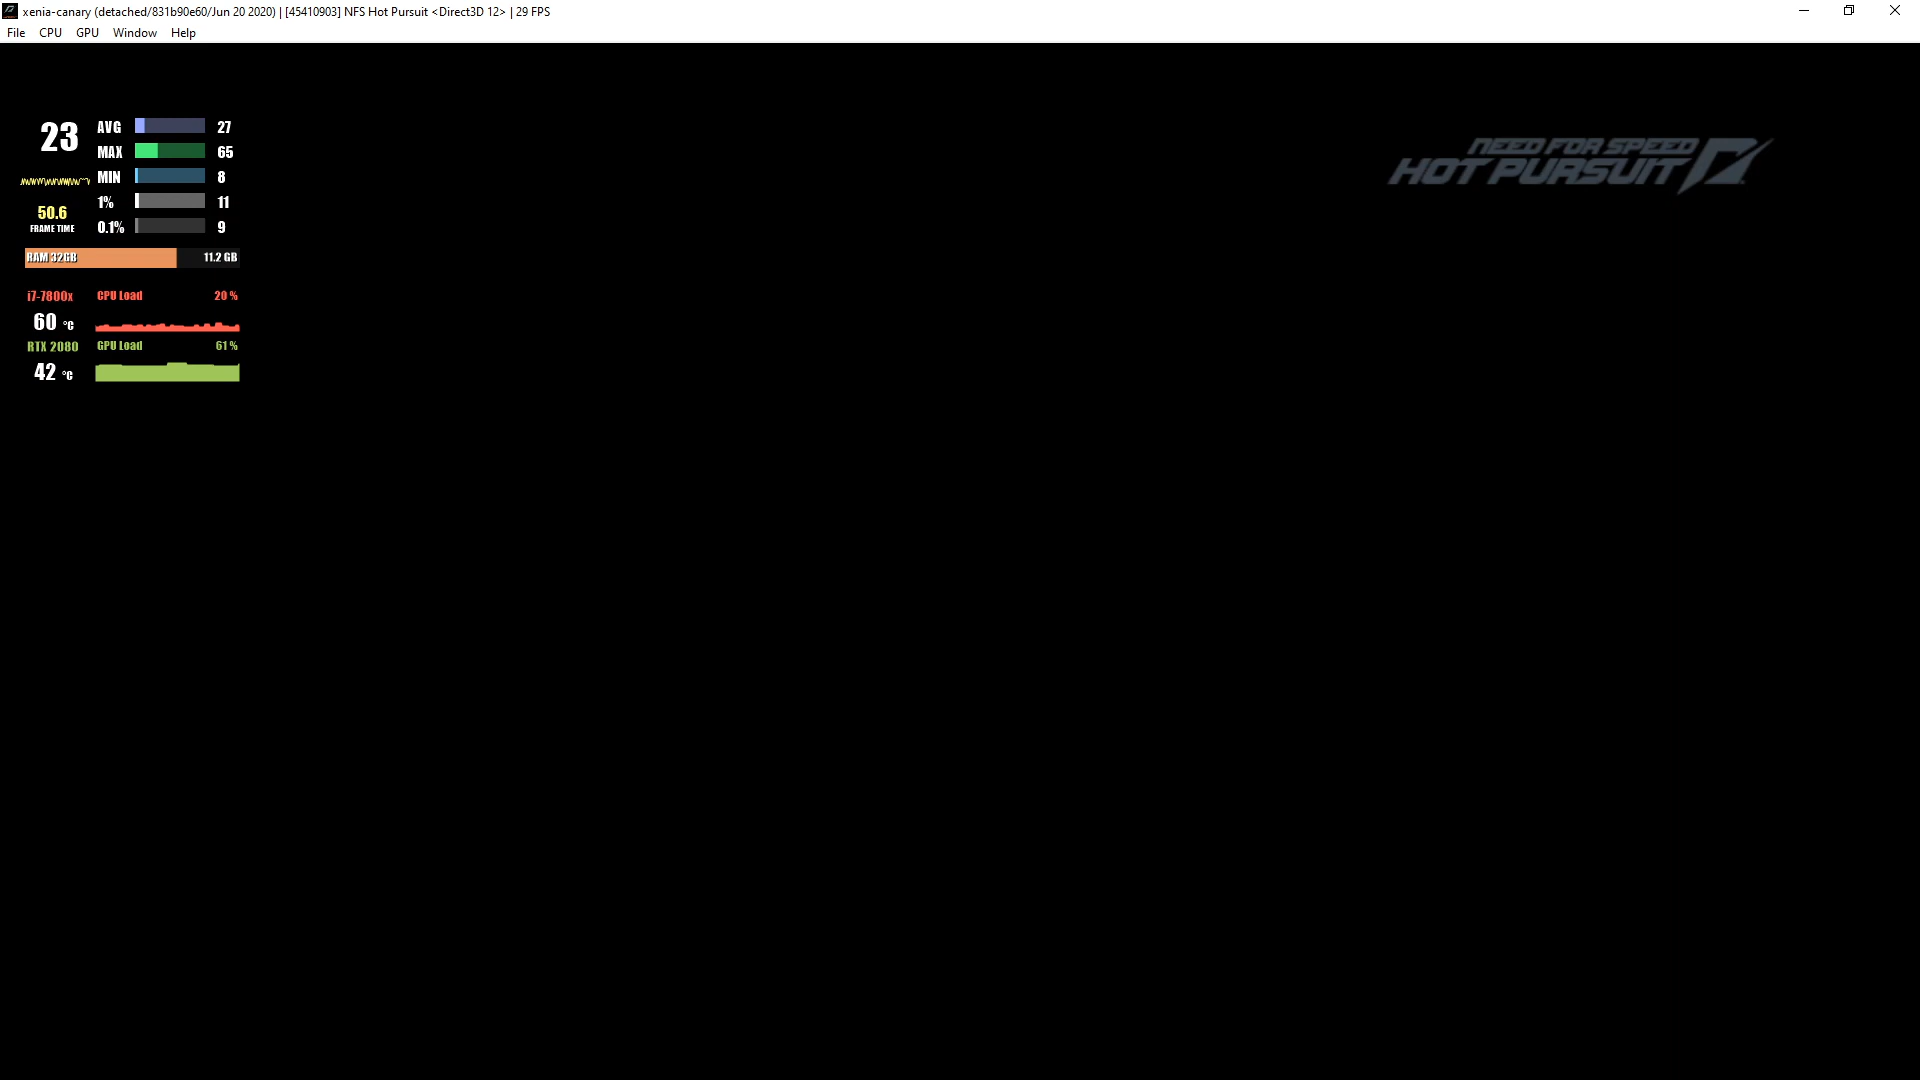 xenia-canary (detached/831b90e60/Jun 20 2020) | [45410903] NFS Hot Pursuit <Direct3D 12> | 29 FPS
File CPU GPU Window Help
23
AVG 27
MAX 65
MIN 8
1% 11
0.1% 9
50.6
FRAME TIME
RAM 32GB 11.2 GB
i7-7800x CPU Load 20 %
60 °C
RTX 2080 GPU Load 61 %
42 °C
NEED FOR SPEED
HOT PURSUIT